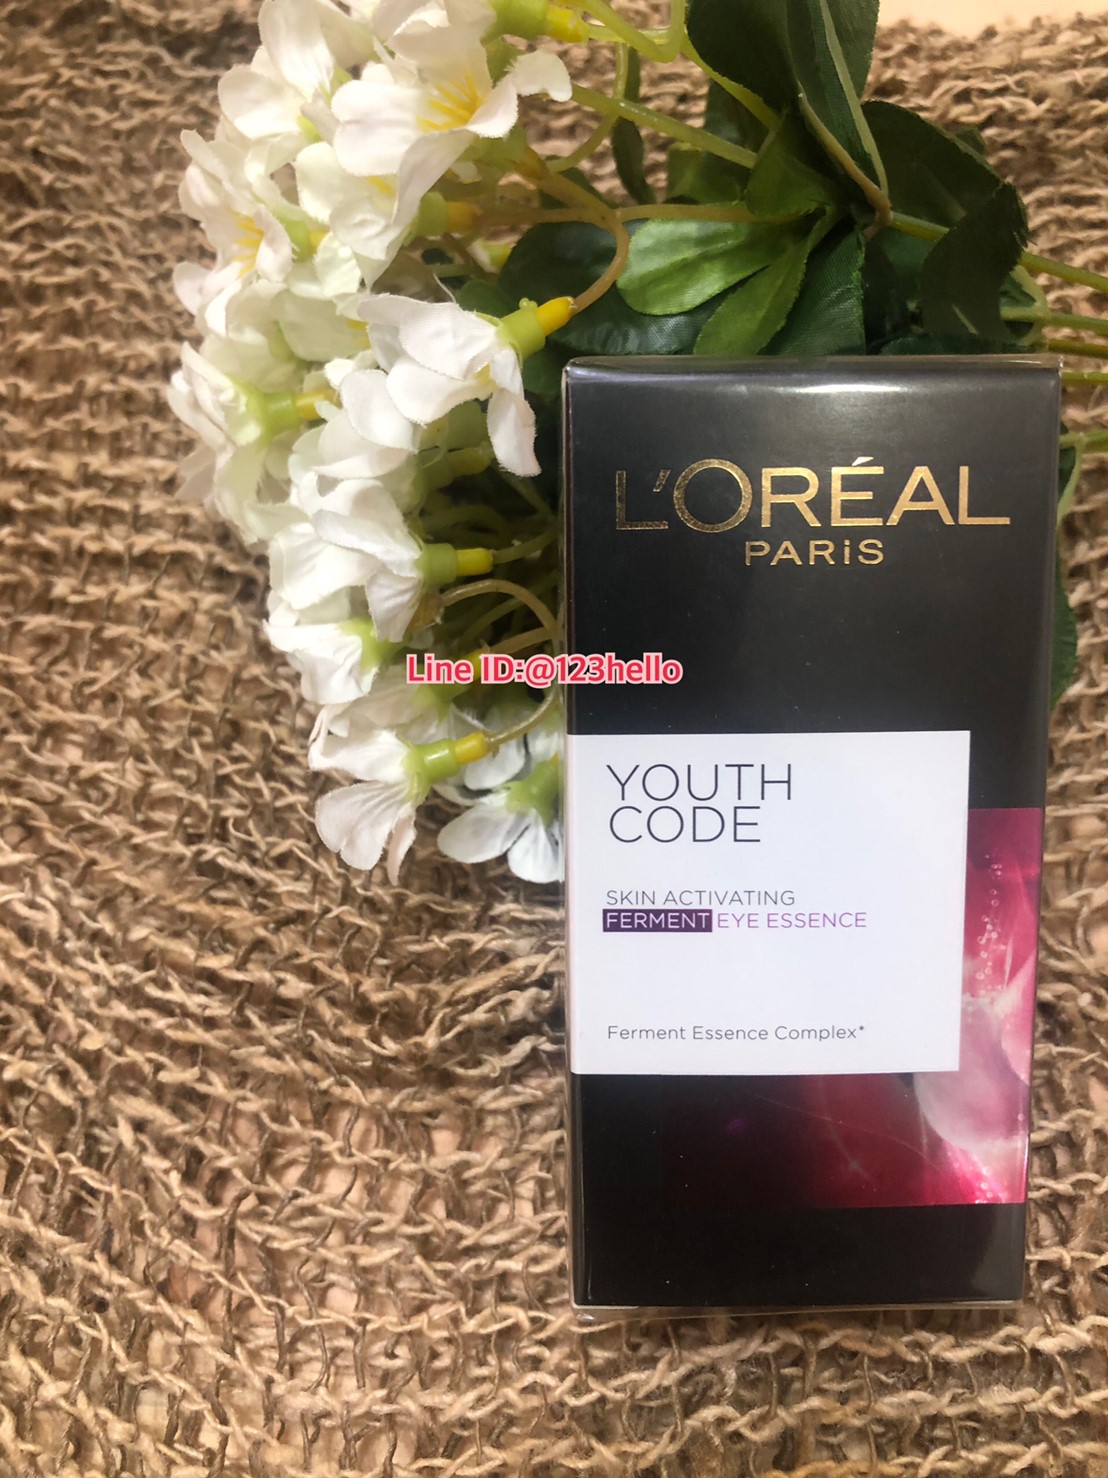 L'ORÉAL
PARiS
Line ID:@123hello
YOUTH
CODE
SKIN ACTIVATING
FERMENT EYE ESSENCE
Ferment Essence Complex*